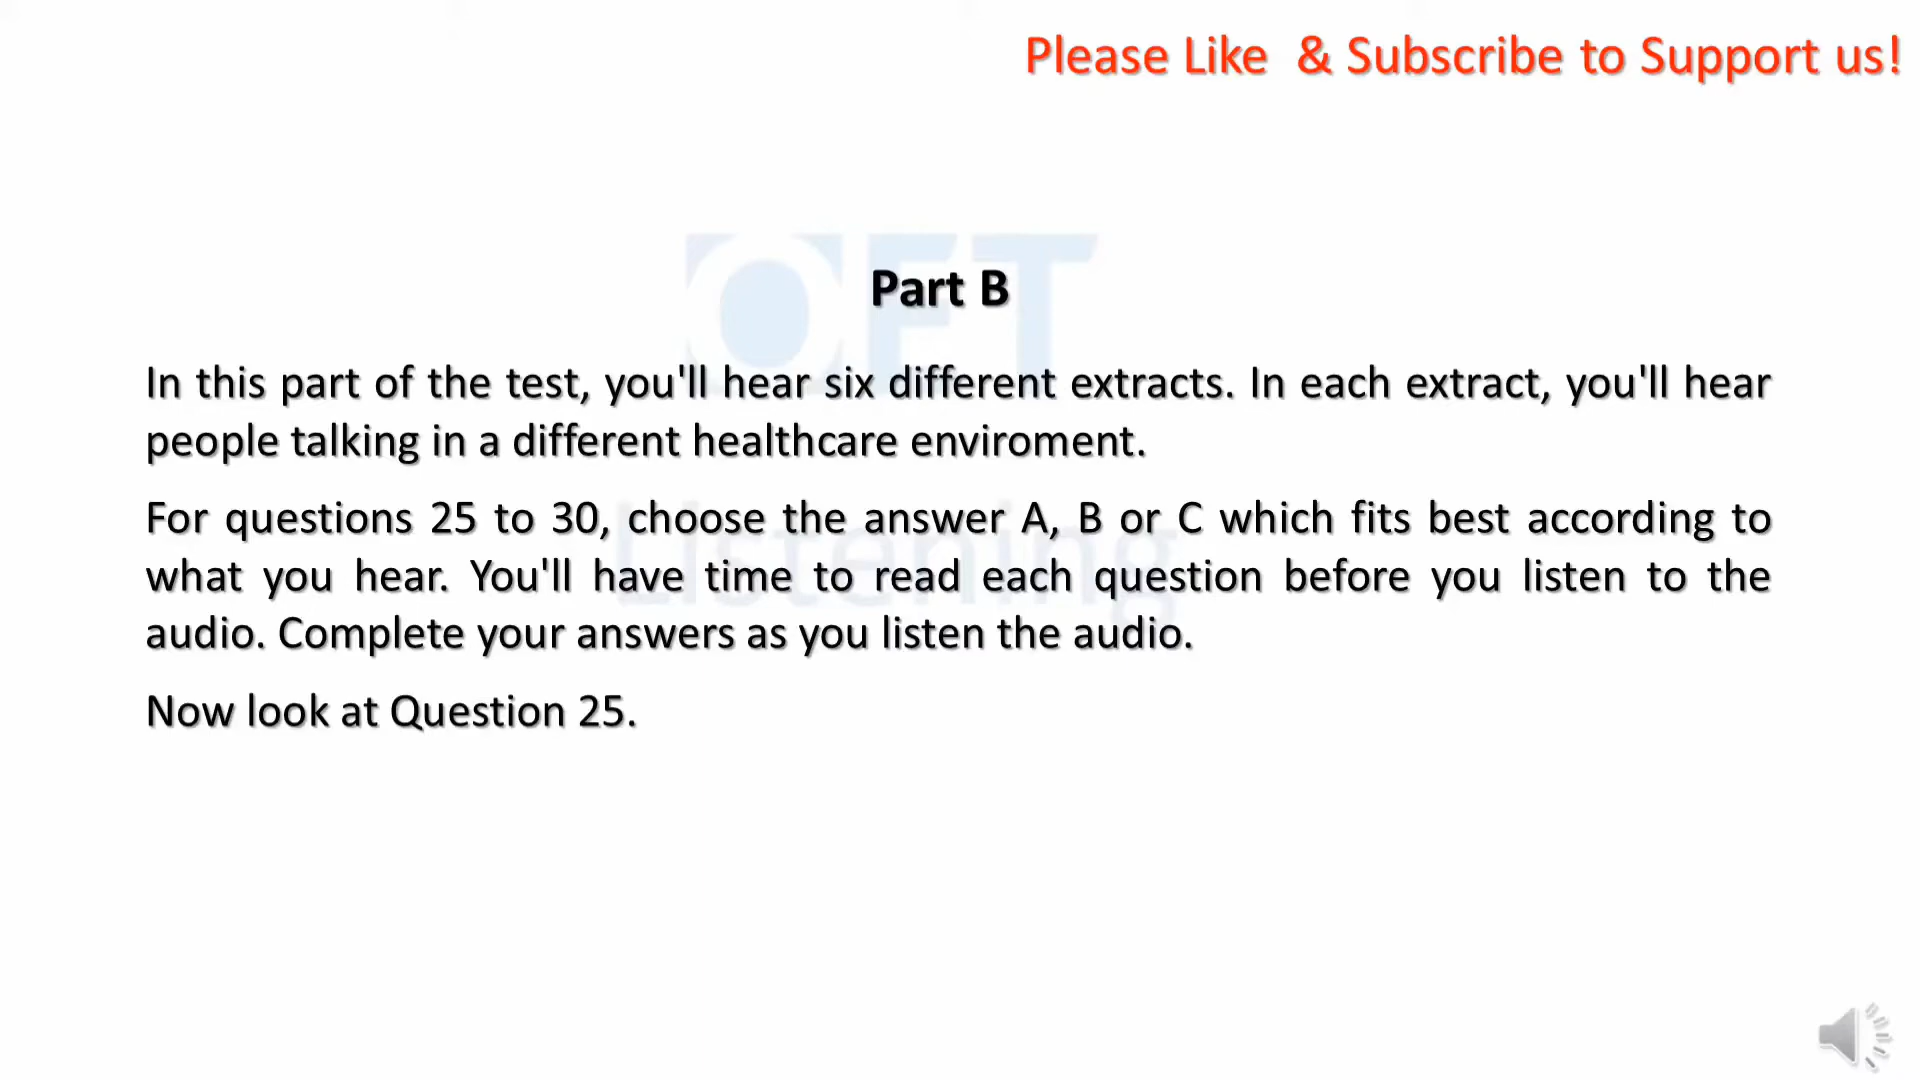 Please Like & Subscribe to Support us!
OET
Part B
In this part of the test, you'll hear six different extracts. In each extract, you'll hear
people talking in a different healthcare enviroment.
For questions 25 to 30, choose the answer A, B or C which fits best according to
what you hear. You'll have time to read each question before you listen to the
audio. Complete your answers as you listen the audio.
Listening
Now look at Question 25.